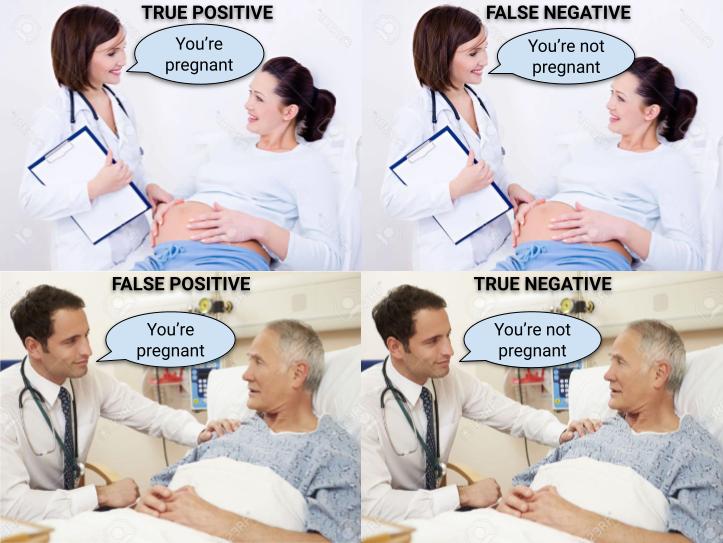 TRUE POSITIVE
You're
pregnant
FALSE NEGATIVE
You're not
pregnant
FALSE POSITIVE
You're
pregnant
TRUE NEGATIVE
You're not
pregnant